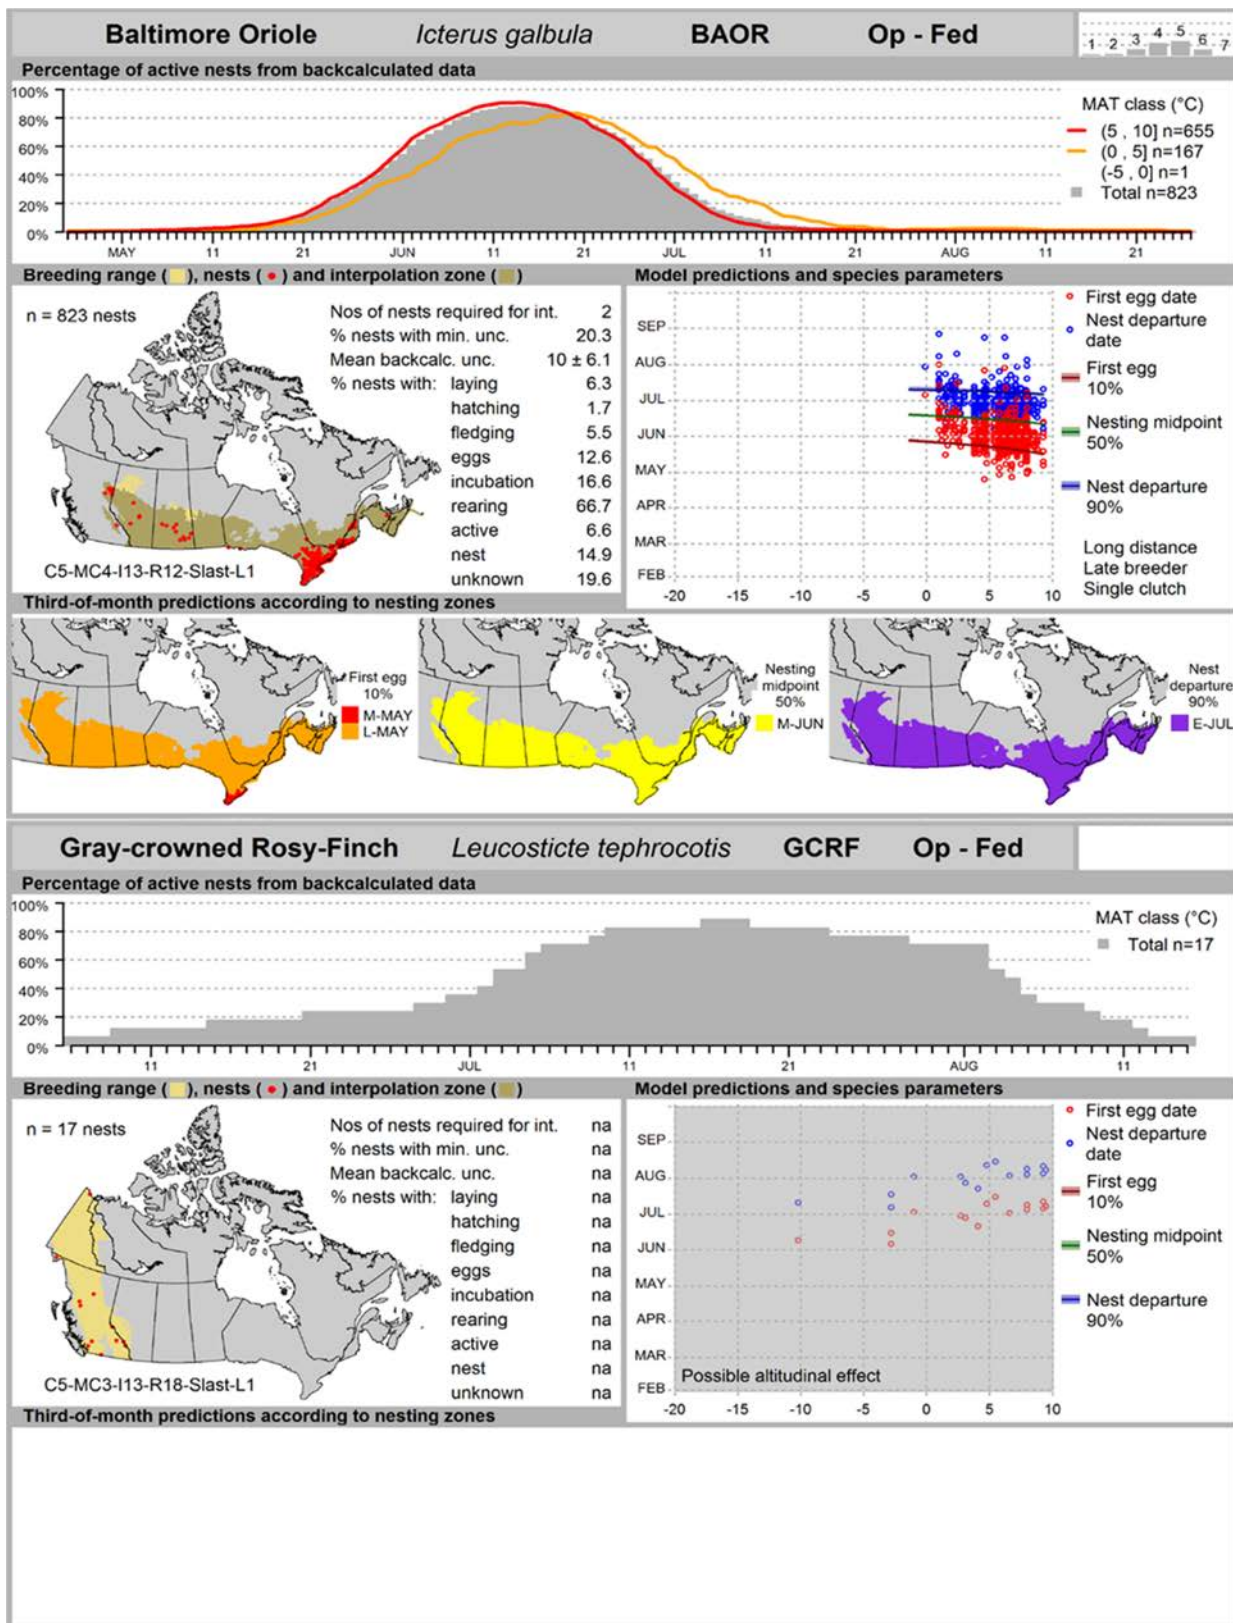 Baltimore Oriole Icterus galbula BAOR Op - Fed
1 2 3 4 5 6 7
Percentage of active nests from backcalculated data
100%
80%
60%
40%
20%
0%
MAY 11 21 JUN 11 21 JUL 11 21 AUG 11 21
MAT class (°C)
(5 , 10] n=655
(0 , 5] n=167
(-5 , 0] n=1
Total n=823
Breeding range ( ), nests ( • ) and interpolation zone ( )
n = 823 nests
Nos of nests required for int. 2
% nests with min. unc. 20.3
Mean backcalc. unc. 10 ± 6.1
% nests with: laying 6.3
hatching 1.7
fledging 5.5
eggs 12.6
incubation 16.6
rearing 66.7
active 6.6
nest 14.9
unknown 19.6
C5-MC4-I13-R12-Slast-L1
Model predictions and species parameters
SEP
AUG
JUL
JUN
MAY
APR
MAR
FEB
-20 -15 -10 -5 0 5 10
First egg date
Nest departure
date
First egg
10%
Nesting midpoint
50%
Nest departure
90%
Long distance
Late breeder
Single clutch
Third-of-month predictions according to nesting zones
First egg
10%
M-MAY
L-MAY
Nesting
midpoint
50%
M-JUN
Nest
departure
90%
E-JUL
Gray-crowned Rosy-Finch Leucosticte tephrocotis GCRF Op - Fed
Percentage of active nests from backcalculated data
100%
80%
60%
40%
20%
0%
11 21 JUL 11 21 AUG 11
MAT class (°C)
Total n=17
Breeding range ( ), nests ( • ) and interpolation zone ( )
n = 17 nests
Nos of nests required for int. na
% nests with min. unc. na
Mean backcalc. unc. na
% nests with: laying na
hatching na
fledging na
eggs na
incubation na
rearing na
active na
nest na
unknown na
C5-MC3-I13-R18-Slast-L1
Model predictions and species parameters
SEP
AUG
JUL
JUN
MAY
APR
MAR
FEB
Possible altitudinal effect
-20 -15 -10 -5 0 5 10
First egg date
Nest departure
date
First egg
10%
Nesting midpoint
50%
Nest departure
90%
Third-of-month predictions according to nesting zones